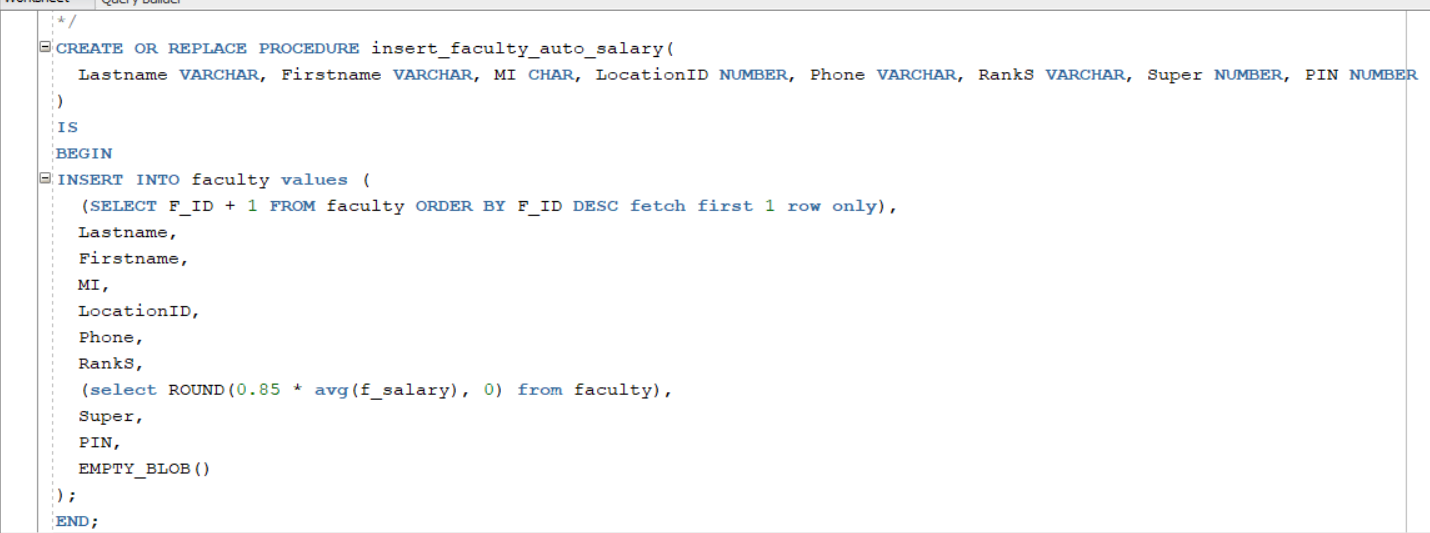 Worksheet Query Builder
*/
CREATE OR REPLACE PROCEDURE insert_faculty_auto_salary(
Lastname VARCHAR, Firstname VARCHAR, MI CHAR, LocationID NUMBER, Phone VARCHAR, RankS VARCHAR, Super NUMBER, PIN NUMBER
)
IS
BEGIN
INSERT INTO faculty values (
(SELECT F_ID + 1 FROM faculty ORDER BY F_ID DESC fetch first 1 row only),
Lastname,
Firstname,
MI,
LocationID,
Phone,
RankS,
(select ROUND(0.85 * avg(f_salary), 0) from faculty),
Super,
PIN,
EMPTY_BLOB()
);
END;